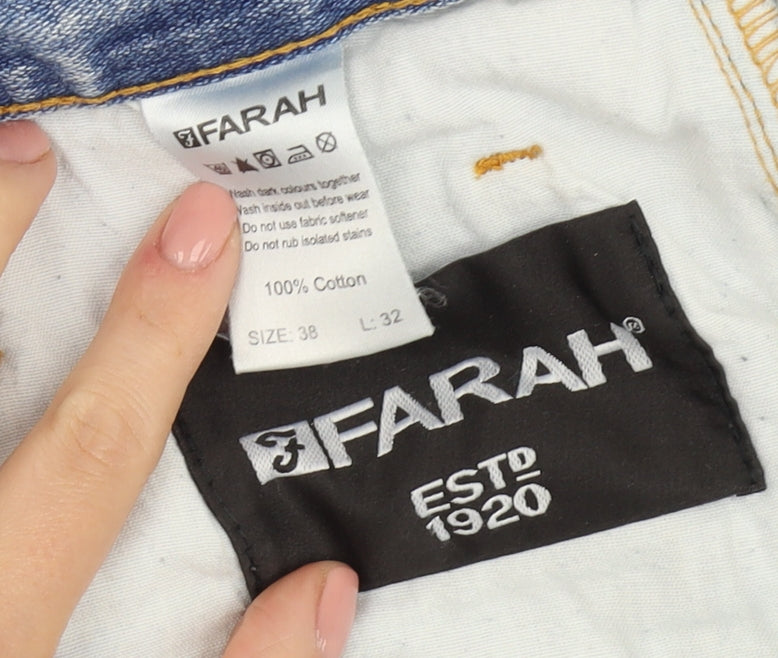 FARAH
Wash dark colours together
Wash inside out before wear
Do not use fabric softener
Do not rub isolated stains
100% Cotton
SIZE: 38 L: 32
F FARAH®
ESTD
1920